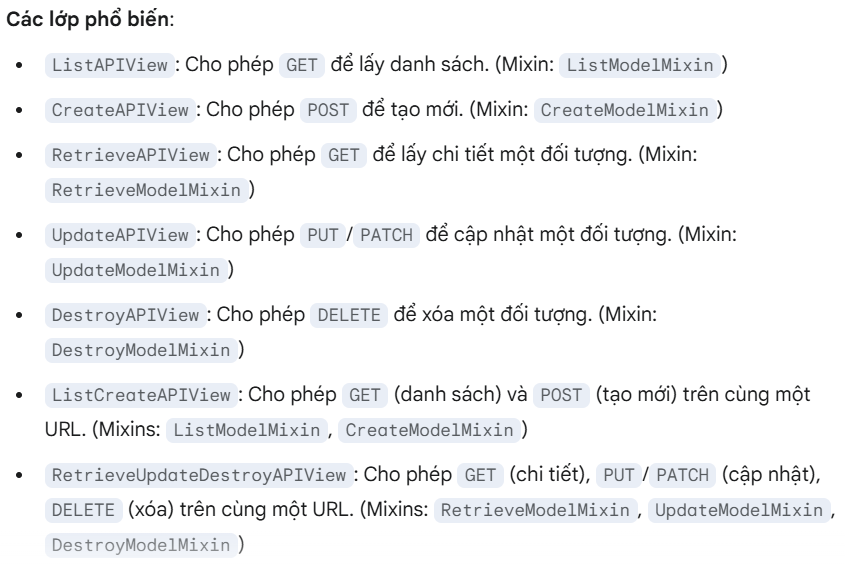 Các lớp phổ biến:
ListAPIView: Cho phép GET để lấy danh sách. (Mixin: ListModelMixin)
CreateAPIView: Cho phép POST để tạo mới. (Mixin: CreateModelMixin)
RetrieveAPIView: Cho phép GET để lấy chi tiết một đối tượng. (Mixin:
RetrieveModelMixin)
UpdateAPIView: Cho phép PUT/PATCH để cập nhật một đối tượng. (Mixin:
UpdateModelMixin)
DestroyAPIView: Cho phép DELETE để xóa một đối tượng. (Mixin:
DestroyModelMixin)
ListCreateAPIView: Cho phép GET (danh sách) và POST (tạo mới) trên cùng một
URL. (Mixins: ListModelMixin, CreateModelMixin)
RetrieveUpdateDestroyAPIView: Cho phép GET (chi tiết), PUT/PATCH (cập nhật),
DELETE (xóa) trên cùng một URL. (Mixins: RetrieveModelMixin, UpdateModelMixin,
DestroyModelMixin)